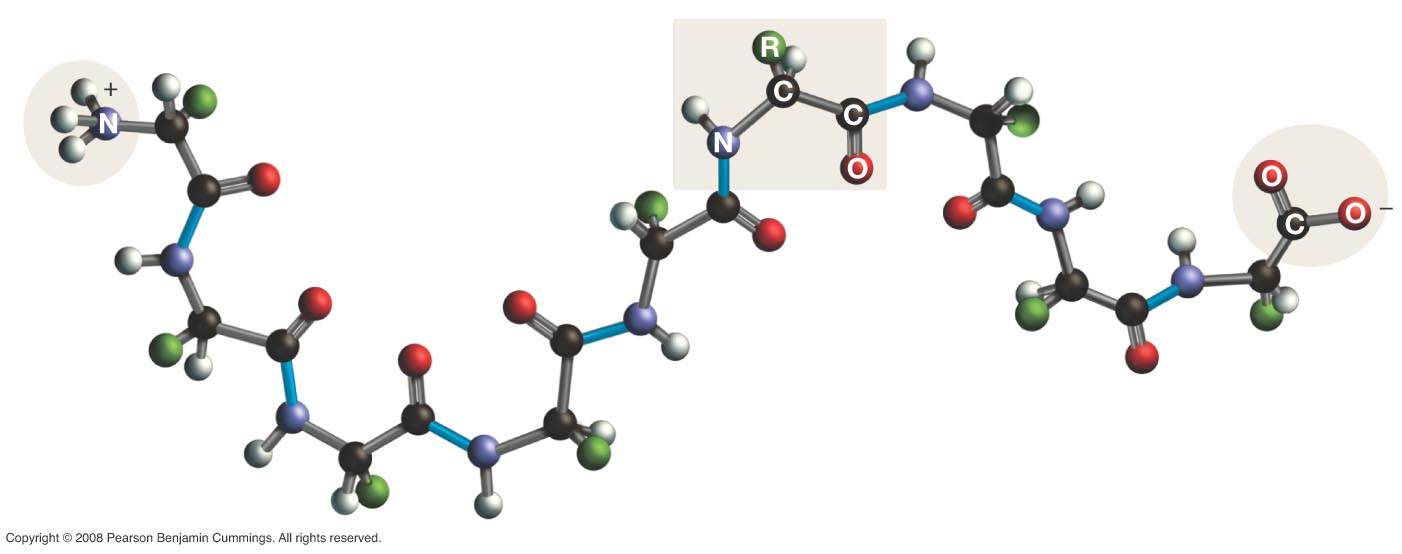 N
+
R
C
C
N
O
O
C
O
–
Copyright © 2008 Pearson Benjamin Cummings. All rights reserved.